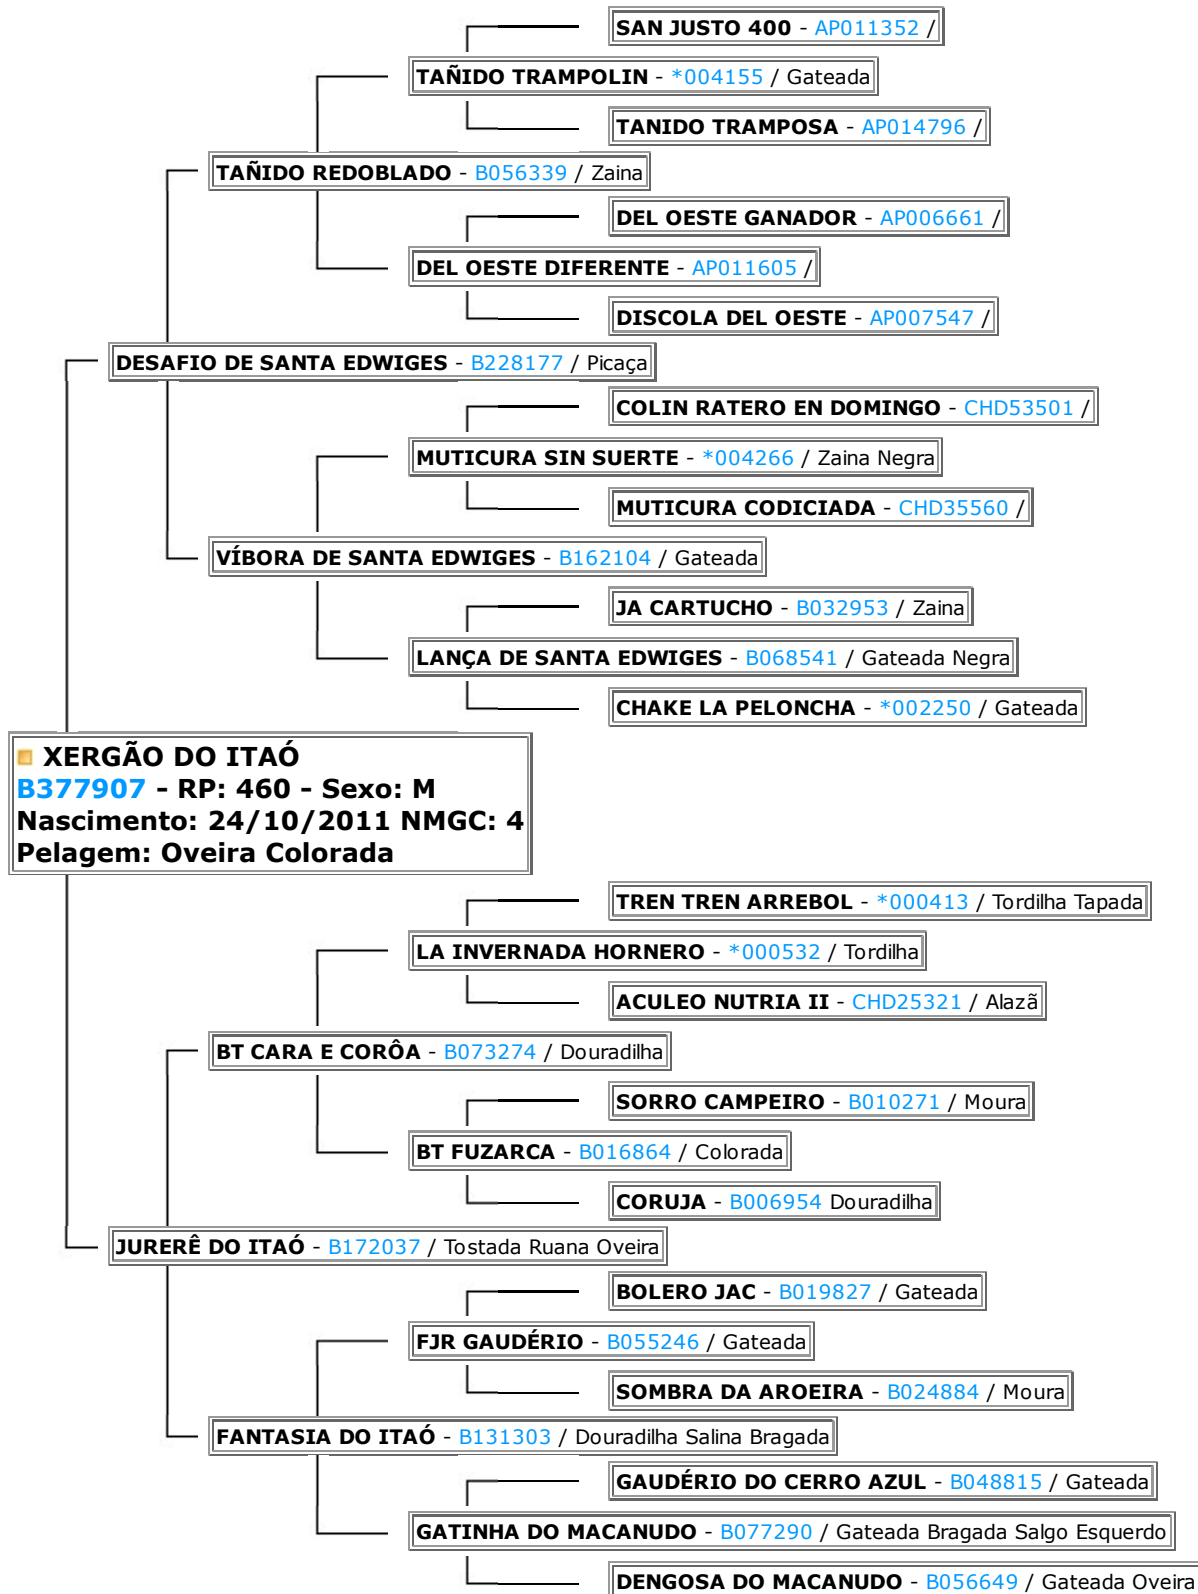 SAN JUSTO 400 - AP011352 /
TAÑIDO TRAMPOLIN - *004155 / Gateada
TANIDO TRAMPOSA - AP014796 /
TAÑIDO REDOBLADO - B056339 / Zaina
DEL OESTE GANADOR - AP006661 /
DEL OESTE DIFERENTE - AP011605 /
DISCOLA DEL OESTE - AP007547 /
DESAFIO DE SANTA EDWIGES - B228177 / Picaça
COLIN RATERO EN DOMINGO - CHD53501 /
MUTICURA SIN SUERTE - *004266 / Zaina Negra
MUTICURA CODICIADA - CHD35560 /
VÍBORA DE SANTA EDWIGES - B162104 / Gateada
JA CARTUCHO - B032953 / Zaina
LANÇA DE SANTA EDWIGES - B068541 / Gateada Negra
CHAKE LA PELONCHA - *002250 / Gateada
XERGÃO DO ITAÓ
B377907 - RP: 460 - Sexo: M
Nascimento: 24/10/2011 NMGC: 4
Pelagem: Oveira Colorada
TREN TREN ARREBOL - *000413 / Tordilha Tapada
LA INVERNADA HORNERO - *000532 / Tordilha
ACULEO NUTRIA II - CHD25321 / Alazã
BT CARA E CORÔA - B073274 / Douradilha
SORRO CAMPEIRO - B010271 / Moura
BT FUZARCA - B016864 / Colorada
CORUJA - B006954 Douradilha
JURERÊ DO ITAÓ - B172037 / Tostada Ruana Oveira
BOLERO JAC - B019827 / Gateada
FJR GAUDÉRIO - B055246 / Gateada
SOMBRA DA AROEIRA - B024884 / Moura
FANTASIA DO ITAÓ - B131303 / Douradilha Salina Bragada
GAUDÉRIO DO CERRO AZUL - B048815 / Gateada
GATINHA DO MACANUDO - B077290 / Gateada Bragada Salgo Esquerdo
DENGOSA DO MACANUDO - B056649 / Gateada Oveira